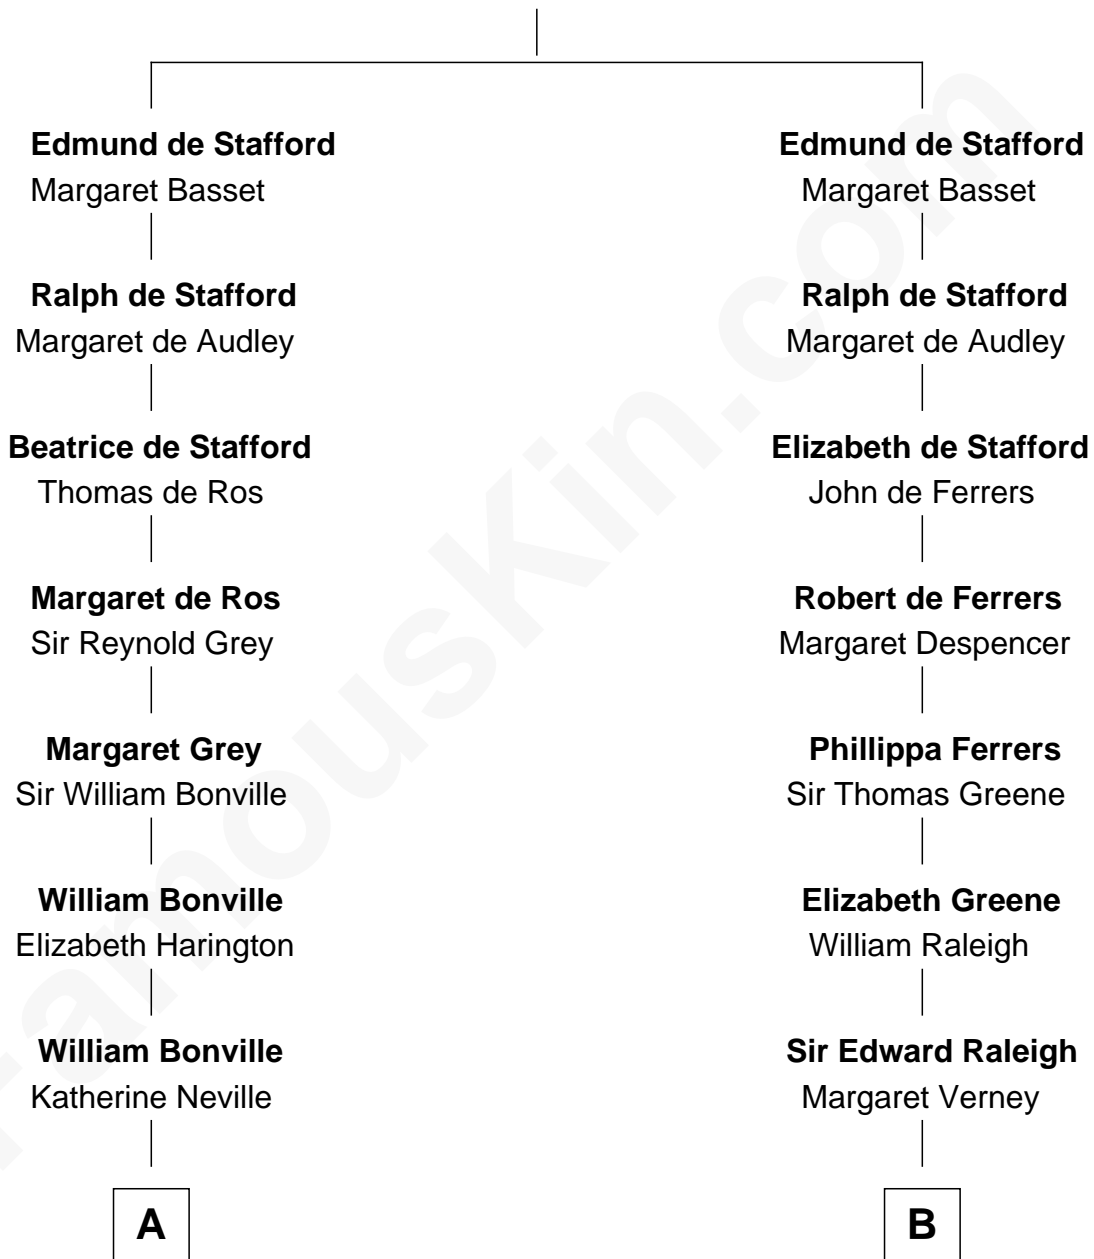 Edmund de Stafford
Margaret Basset
Ralph de Stafford
Margaret de Audley
Beatrice de Stafford
Thomas de Ros
Margaret de Ros
Sir Reynold Grey
Margaret Grey
Sir William Bonville
William Bonville
Elizabeth Harington
William Bonville
Katherine Neville
A
Edmund de Stafford
Margaret Basset
Ralph de Stafford
Margaret de Audley
Elizabeth de Stafford
John de Ferrers
Robert de Ferrers
Margaret Despencer
Phillippa Ferrers
Sir Thomas Greene
Elizabeth Greene
William Raleigh
Sir Edward Raleigh
Margaret Verney
B
FamousKin.com